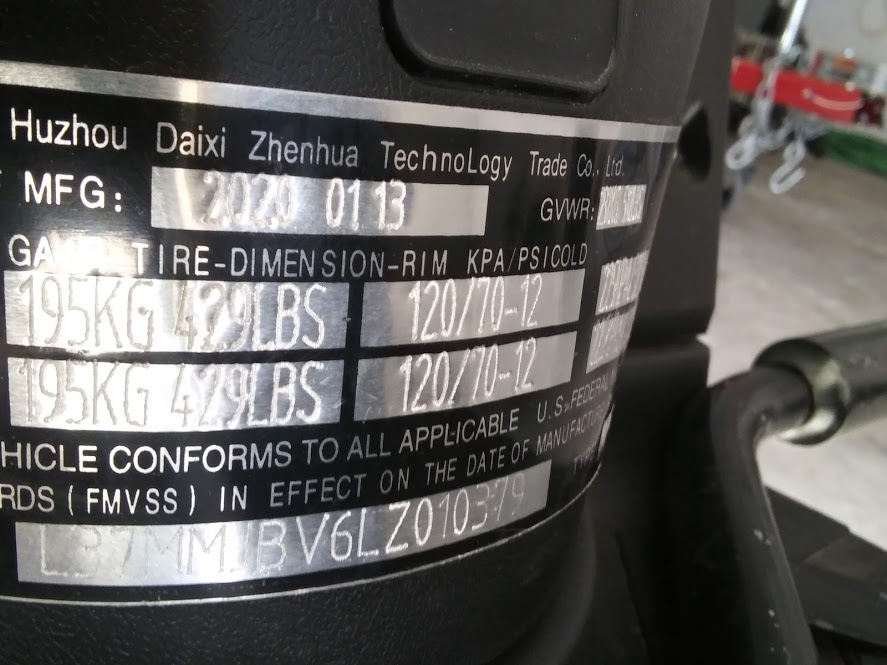 Huzhou Daixi Zhenhua TechnoLogy Trade Co., Ltd.
MFG: 2020 01 13 GVWR:
TIRE-DIMENSION-RIM KPA/PSICOLD
195KG 429LBS 120/70-12
195KG 429LBS 120/70-12
HICLE CONFORMS TO ALL APPLICABLE U.S. FEDERAL
RDS (FMVSS) IN EFFECT ON THE DATE OF MANUFACTURE